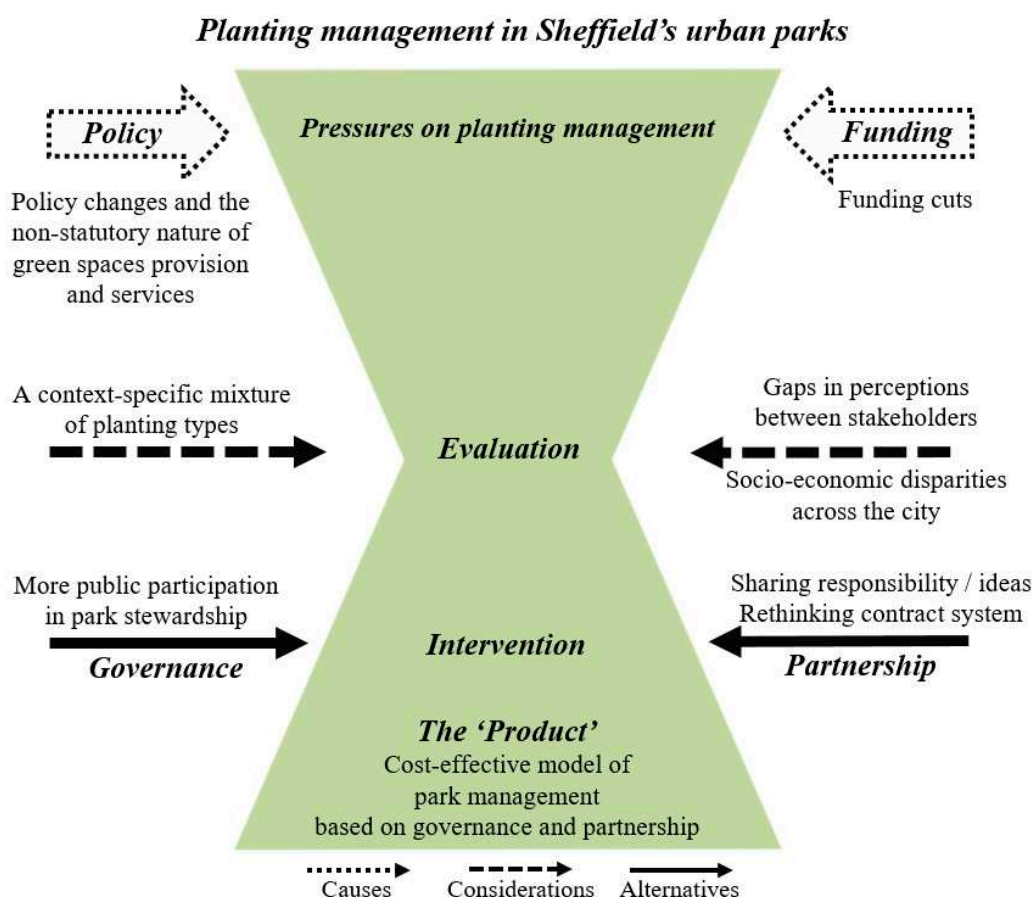 Planting management in Sheffield's urban parks
Policy
Pressures on planting management
Funding
Policy changes and the
non-statutory nature of
green spaces provision
and services
Funding cuts
A context-specific mixture
of planting types
Evaluation
Gaps in perceptions
between stakeholders
Socio-economic disparities
across the city
More public participation
in park stewardship
Governance
Intervention
Sharing responsibility / ideas
Rethinking contract system
Partnership
The ‘Product’
Cost-effective model of
park management
based on governance and partnership
Causes
Considerations
Alternatives